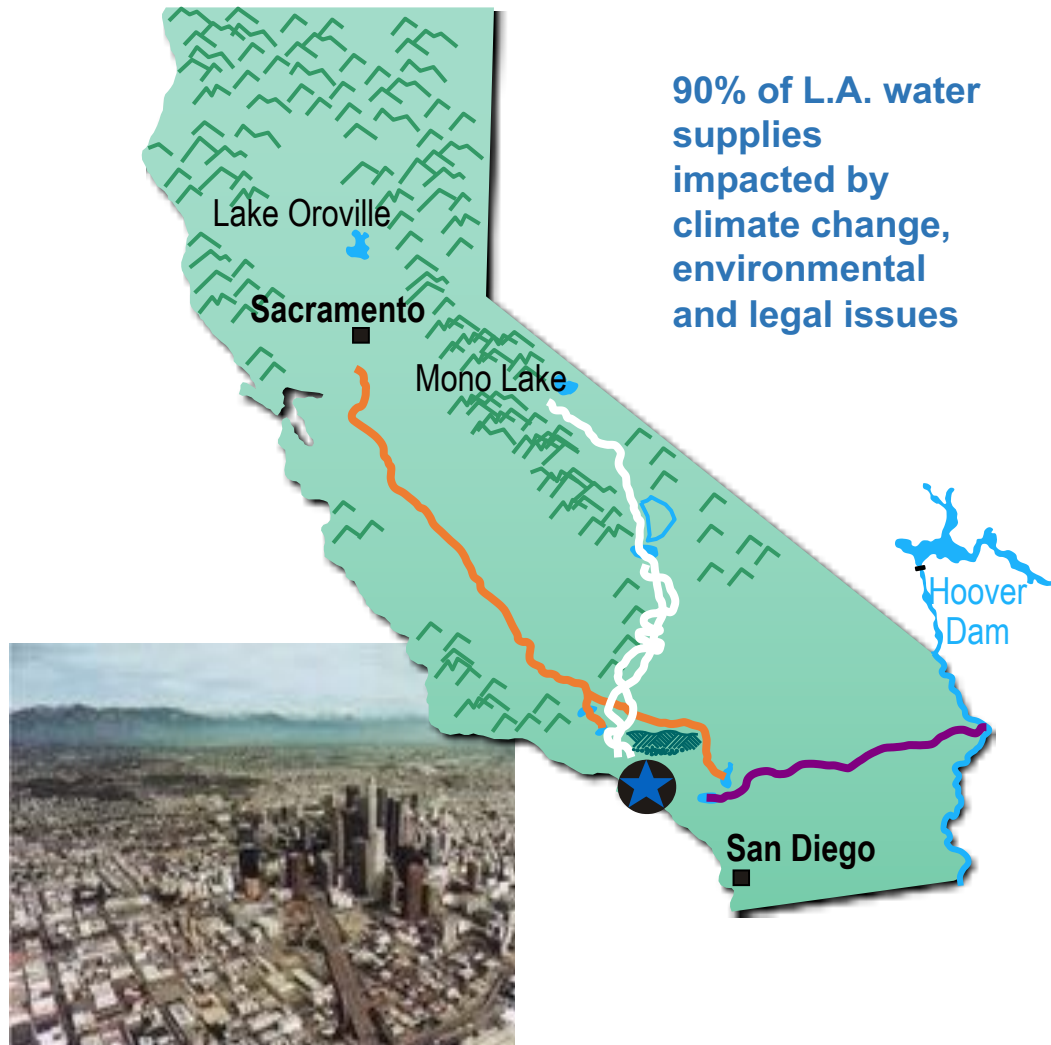 90% of L.A. water
supplies
impacted by
climate change,
environmental
and legal issues
Lake Oroville
Sacramento
Mono Lake
Hoover
Dam
San Diego